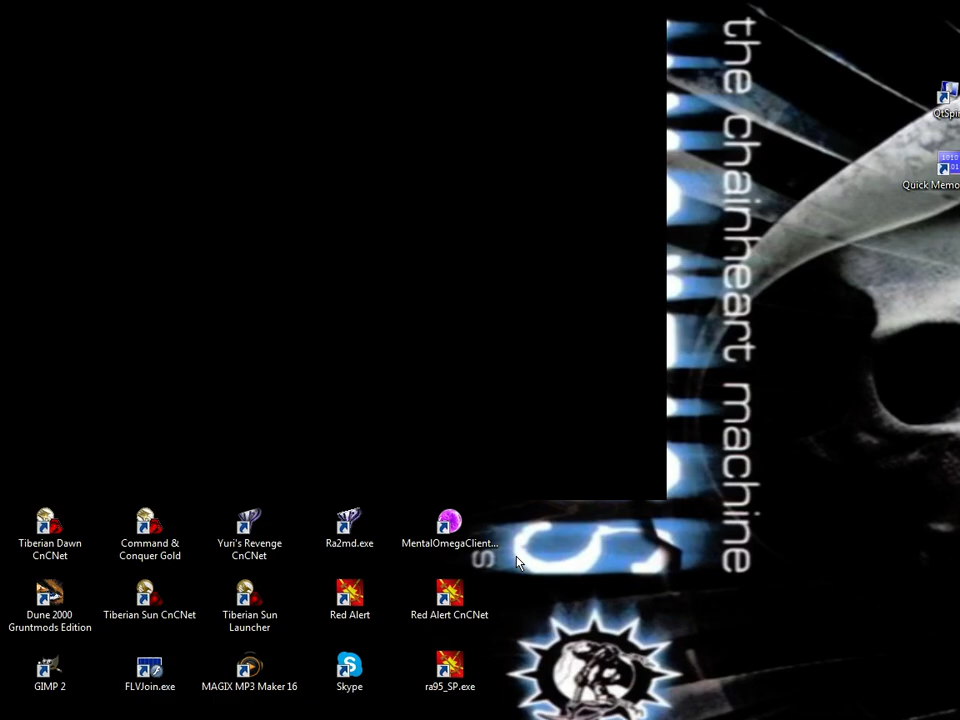 the chainheart machine
QtSpi
1010
01
Quick Memo
Tiberian Dawn
CnCNet
Command &
Conquer Gold
Yuri's Revenge
CnCNet
Ra2md.exe
MentalOmegaClient...
s
Dune 2000
Gruntmods Edition
Tiberian Sun CnCNet
Tiberian Sun
Launcher
Red Alert
Red Alert CnCNet
GIMP 2
FLVJoin.exe
MAGIX MP3 Maker 16
Skype
ra95_SP.exe